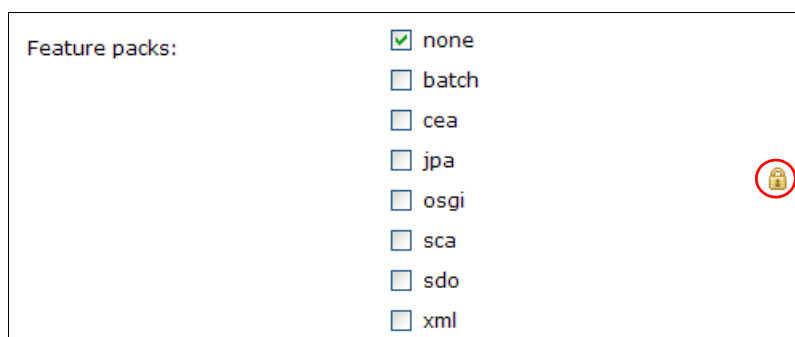 Feature packs:
none
batch
cea
jpa
osgi
sca
sdo
xml